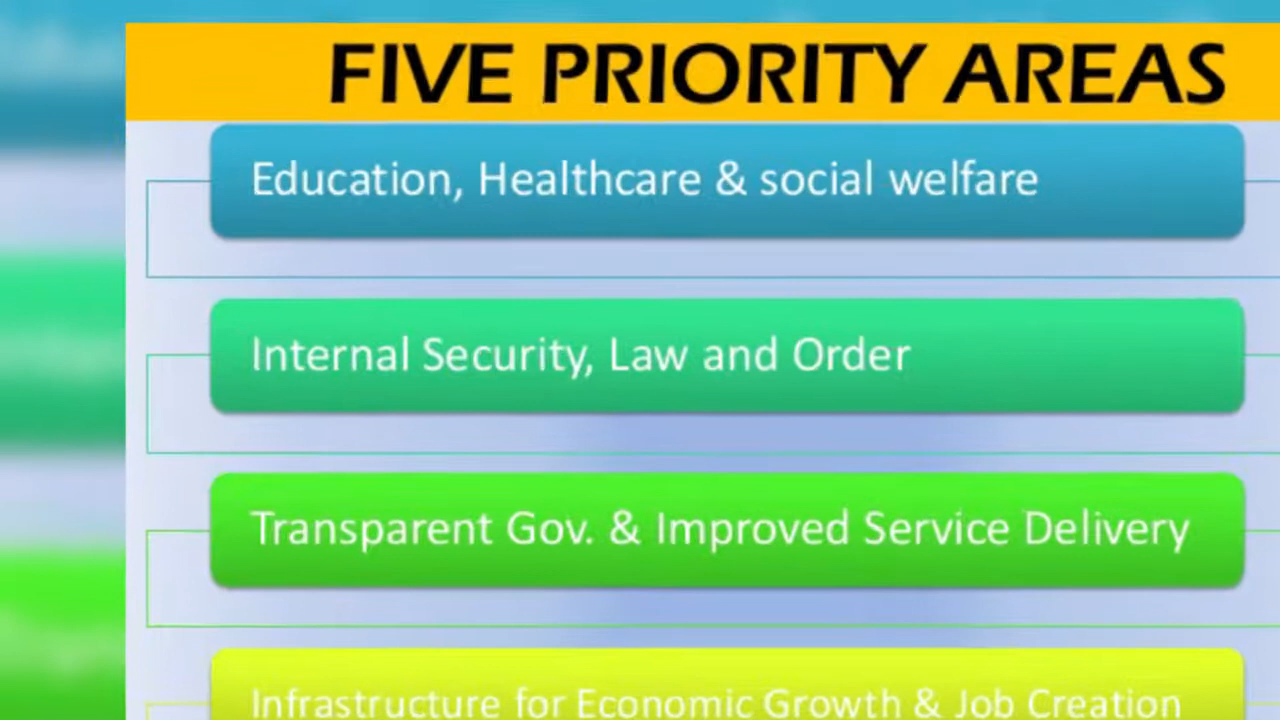 FIVE PRIORITY AREAS
Education, Healthcare & social welfare
Internal Security, Law and Order
Transparent Gov. & Improved Service Delivery
Infrastructure for Economic Growth & Job Creation